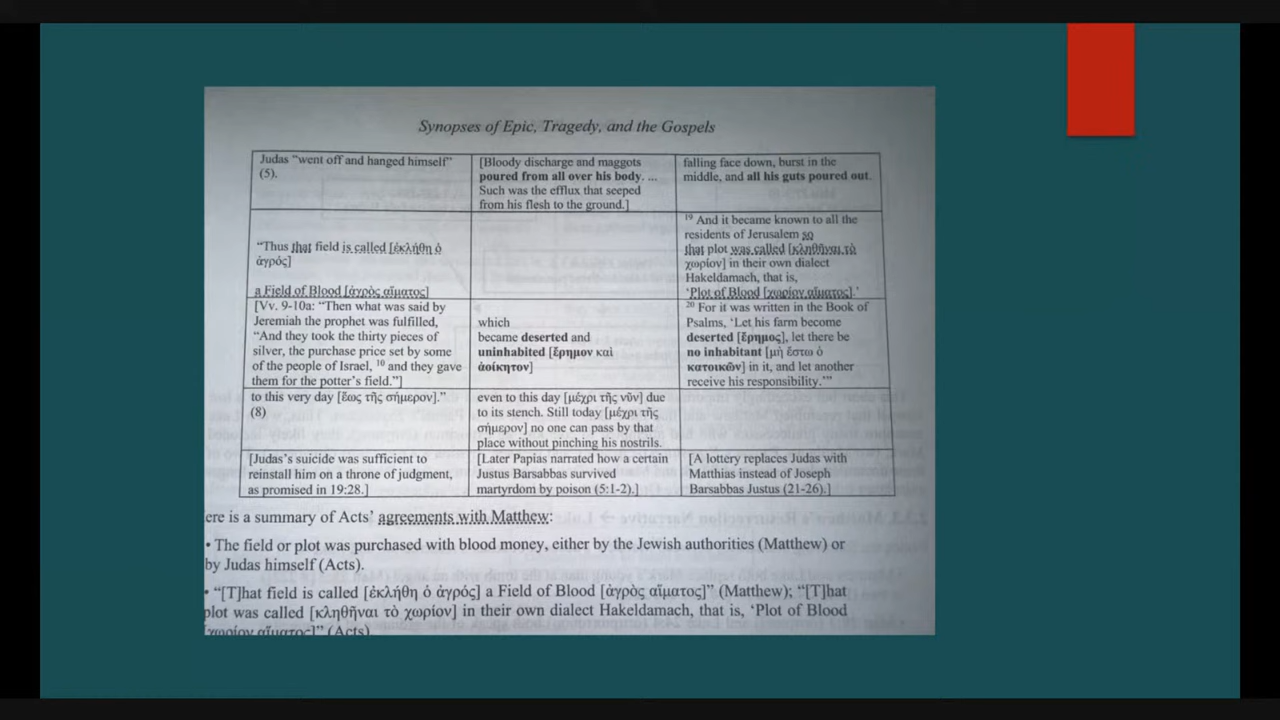 Synopses of Epic, Tragedy, and the Gospels
Judas "went off and hanged himself"
(5).
[Bloody discharge and maggots
poured from all over his body. ...
Such was the efflux that seeped
from his flesh to the ground.]
falling face down, burst in the
middle, and all his guts poured out.
"Thus that field is called [ἐκλήθη ὁ
ἀγρός]
a Field of Blood [ἀγρὸς αἵματος]
19 And it became known to all the
residents of Jerusalem so
that plot was called [κληθῆναι τὸ
χωρίον] in their own dialect
Hakeldamach, that is,
'Plot of Blood [χωρίον αἵματος].'
[Vv. 9-10a: "Then what was said by
Jeremiah the prophet was fulfilled,
"And they took the thirty pieces of
silver, the purchase price set by some
of the people of Israel, 10 and they gave
them for the potter's field."]
which
became deserted and
uninhabited [ἔρημον καὶ
ἀοίκητον]
20 For it was written in the Book of
Psalms, 'Let his farm become
deserted [ἔρημος], let there be
no inhabitant [μὴ ἔστω ὁ
κατοικῶν] in it, and let another
receive his responsibility.'"
to this very day [ἕως τῆς σήμερον]."
(8)
even to this day [μέχρι τῆς νῦν] due
to its stench. Still today [μέχρι τῆς
σήμερον] no one can pass by that
place without pinching his nostrils.
[Judas's suicide was sufficient to
reinstall him on a throne of judgment,
as promised in 19:28.]
[Later Papias narrated how a certain
Justus Barsabbas survived
martyrdom by poison (5:1-2).]
[A lottery replaces Judas with
Matthias instead of Joseph
Barsabbas Justus (21-26).]
ere is a summary of Acts' agreements with Matthew:
• The field or plot was purchased with blood money, either by the Jewish authorities (Matthew) or
by Judas himself (Acts).
• "[T]hat field is called [ἐκλήθη ὁ ἀγρός] a Field of Blood [ἀγρὸς αἵματος]" (Matthew); "[T]hat
plot was called [κληθῆναι τὸ χωρίον] in their own dialect Hakeldamach, that is, 'Plot of Blood
[χωρίον αἵματος]'" (Acts)